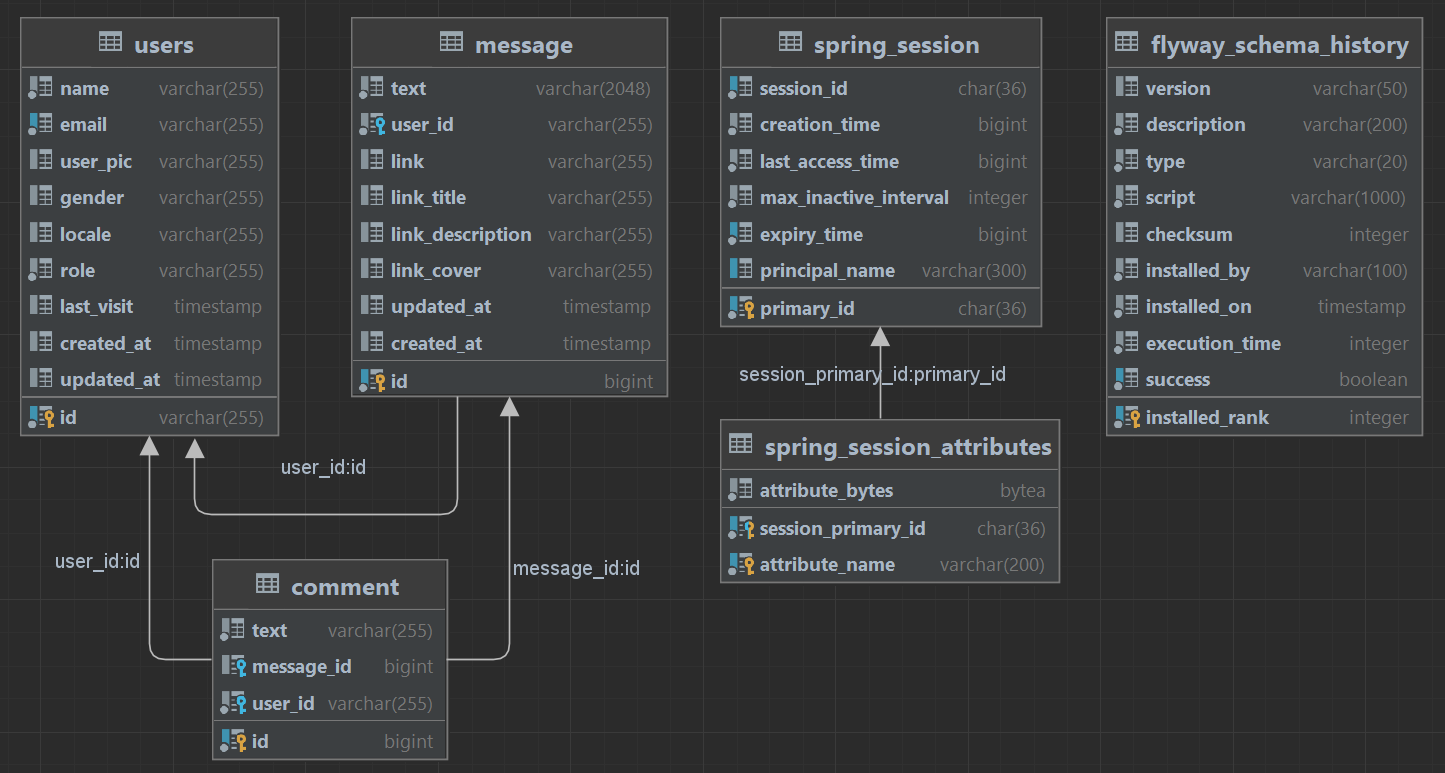 users
name varchar(255)
email varchar(255)
user_pic varchar(255)
gender varchar(255)
locale varchar(255)
role varchar(255)
last_visit timestamp
created_at timestamp
updated_at timestamp
id varchar(255)
message
text varchar(2048)
user_id varchar(255)
link varchar(255)
link_title varchar(255)
link_description varchar(255)
link_cover varchar(255)
updated_at timestamp
created_at timestamp
id bigint
spring_session
session_id char(36)
creation_time bigint
last_access_time bigint
max_inactive_interval integer
expiry_time bigint
principal_name varchar(300)
primary_id char(36)
flyway_schema_history
version varchar(50)
description varchar(200)
type varchar(20)
script varchar(1000)
checksum integer
installed_by varchar(100)
installed_on timestamp
execution_time integer
success boolean
installed_rank integer
session_primary_id:primary_id
spring_session_attributes
attribute_bytes bytea
session_primary_id char(36)
attribute_name varchar(200)
user_id:id
user_id:id
message_id:id
comment
text varchar(255)
message_id bigint
user_id varchar(255)
id bigint